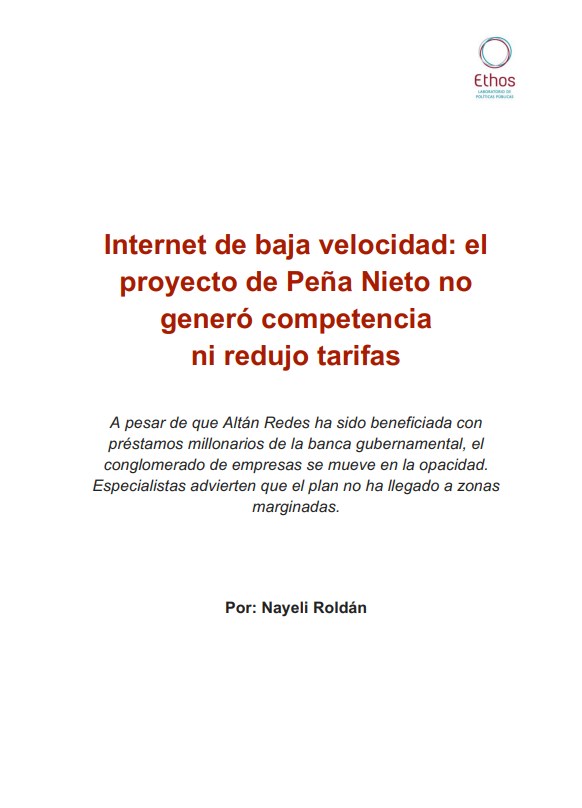 Ethos
LABORATORIO DE
POLÍTICAS PÚBLICAS
Internet de baja velocidad: el
proyecto de Peña Nieto no
generó competencia
ni redujo tarifas
A pesar de que Altán Redes ha sido beneficiada con
préstamos millonarios de la banca gubernamental, el
conglomerado de empresas se mueve en la opacidad.
Especialistas advierten que el plan no ha llegado a zonas
marginadas.
Por: Nayeli Roldán